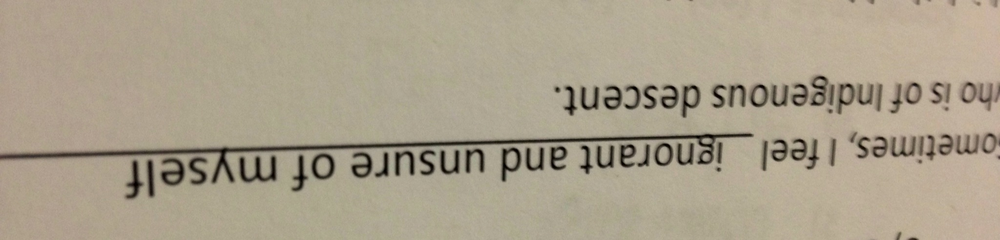 ometimes, I feel ignorant and unsure of myself
ho is of Indigenous descent.